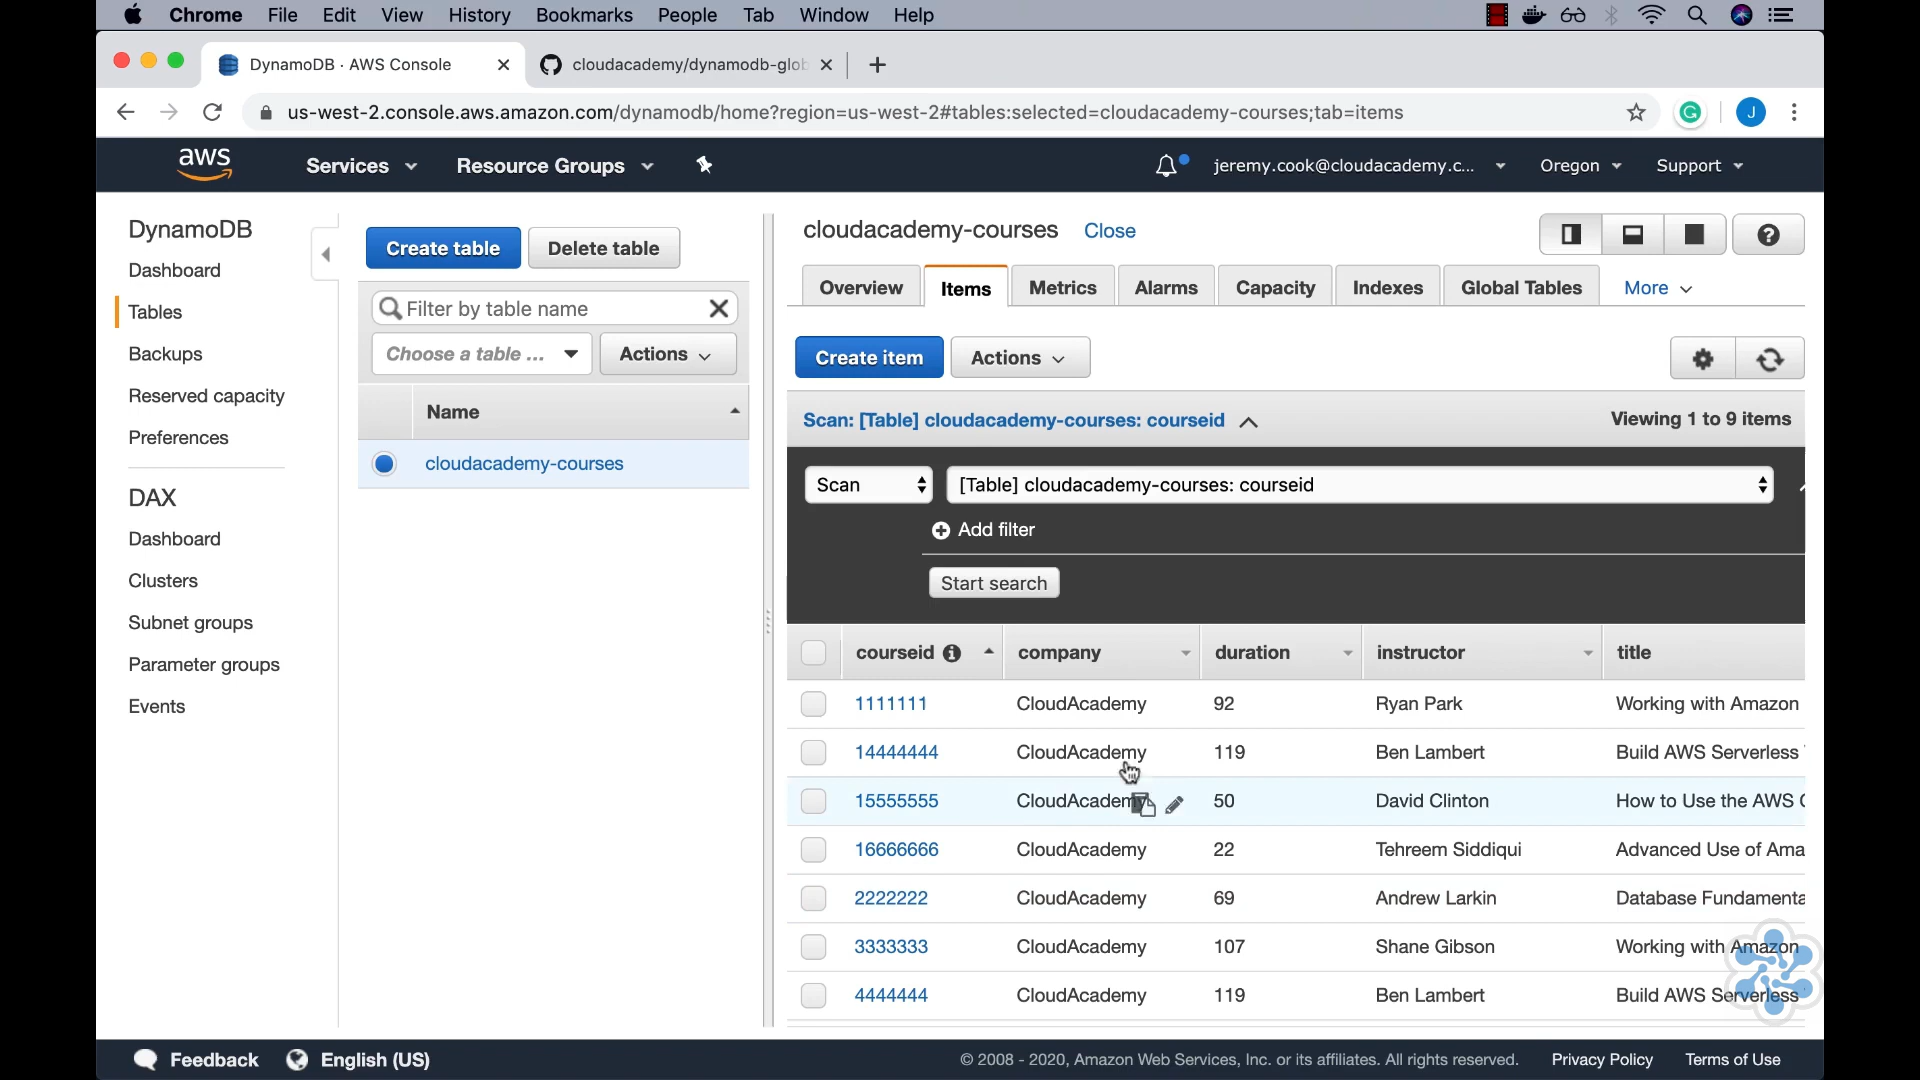 Chrome File Edit View History Bookmarks People Tab Window Help
DynamoDB · AWS Console
cloudacademy/dynamodb-glob
us-west-2.console.aws.amazon.com/dynamodb/home?region=us-west-2#tables:selected=cloudacademy-courses;tab=items
G
J
aws
Services
Resource Groups
jeremy.cook@cloudacademy.c...
Oregon
Support
DynamoDB
Dashboard
Tables
Backups
Reserved capacity
Preferences
DAX
Dashboard
Clusters
Subnet groups
Parameter groups
Events
Create table
Delete table
Filter by table name
Choose a table ...
Actions
Name
cloudacademy-courses
cloudacademy-courses Close
Overview Items Metrics Alarms Capacity Indexes Global Tables More
Create item
Actions
Scan: [Table] cloudacademy-courses: courseid
Viewing 1 to 9 items
Scan
[Table] cloudacademy-courses: courseid
Add filter
Start search
courseid company duration instructor title
1111111 CloudAcademy 92 Ryan Park Working with Amazon
14444444 CloudAcademy 119 Ben Lambert Build AWS Serverless
15555555 CloudAcademy 50 David Clinton How to Use the AWS C
16666666 CloudAcademy 22 Tehreem Siddiqui Advanced Use of Ama
2222222 CloudAcademy 69 Andrew Larkin Database Fundamenta
3333333 CloudAcademy 107 Shane Gibson Working with Amazon
4444444 CloudAcademy 119 Ben Lambert Build AWS Serverless
Feedback
English (US)
© 2008 - 2020, Amazon Web Services, Inc. or its affiliates. All rights reserved.
Privacy Policy
Terms of Use